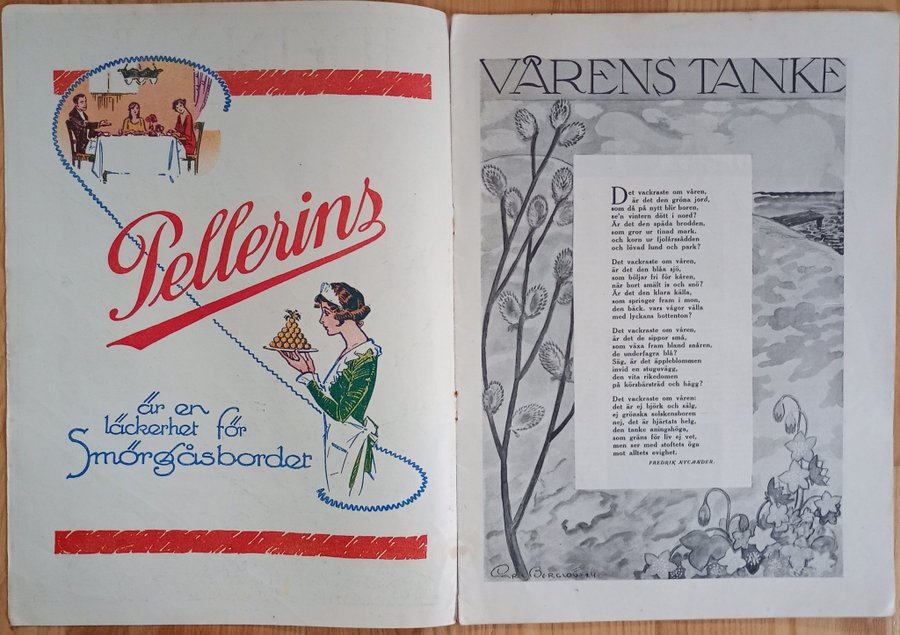 Pellerins
är en
läckerhet för
Smörgåsbordet
VÅRENS TANKE
Det vackraste om våren,
är det den gröna jord,
som då på nytt blir boren,
se'n vintern dött i nord?
Är det den späda brodden,
som gror ur tinad mark,
och korn ur fjolårssådden
och lövad lund och park?
Det vackraste om våren,
är det den blåa sjö,
som böljar fri för kåren,
när bort smält is och snö?
Är det den klara källa,
som springer fram i mon,
den bäck, vars vågor välla
med lyckans bottenton?
Det vackraste om våren,
är det de sippor små,
som växa fram bland snåren,
de underfagra blå?
Säg, är det äppleblommen
invid en stuguvägg,
den vita rikedomen
på körsbärsträd och hägg?
Det vackraste om våren:
det är ej björk och sälg,
ej grönska solskensboren
nej, det är hjärtats helg,
den tanke aningshöga,
som gräns för liv ej vet,
men ser med stoftets öga
mot alltets evighet.
FREDRIK NYCANDER.